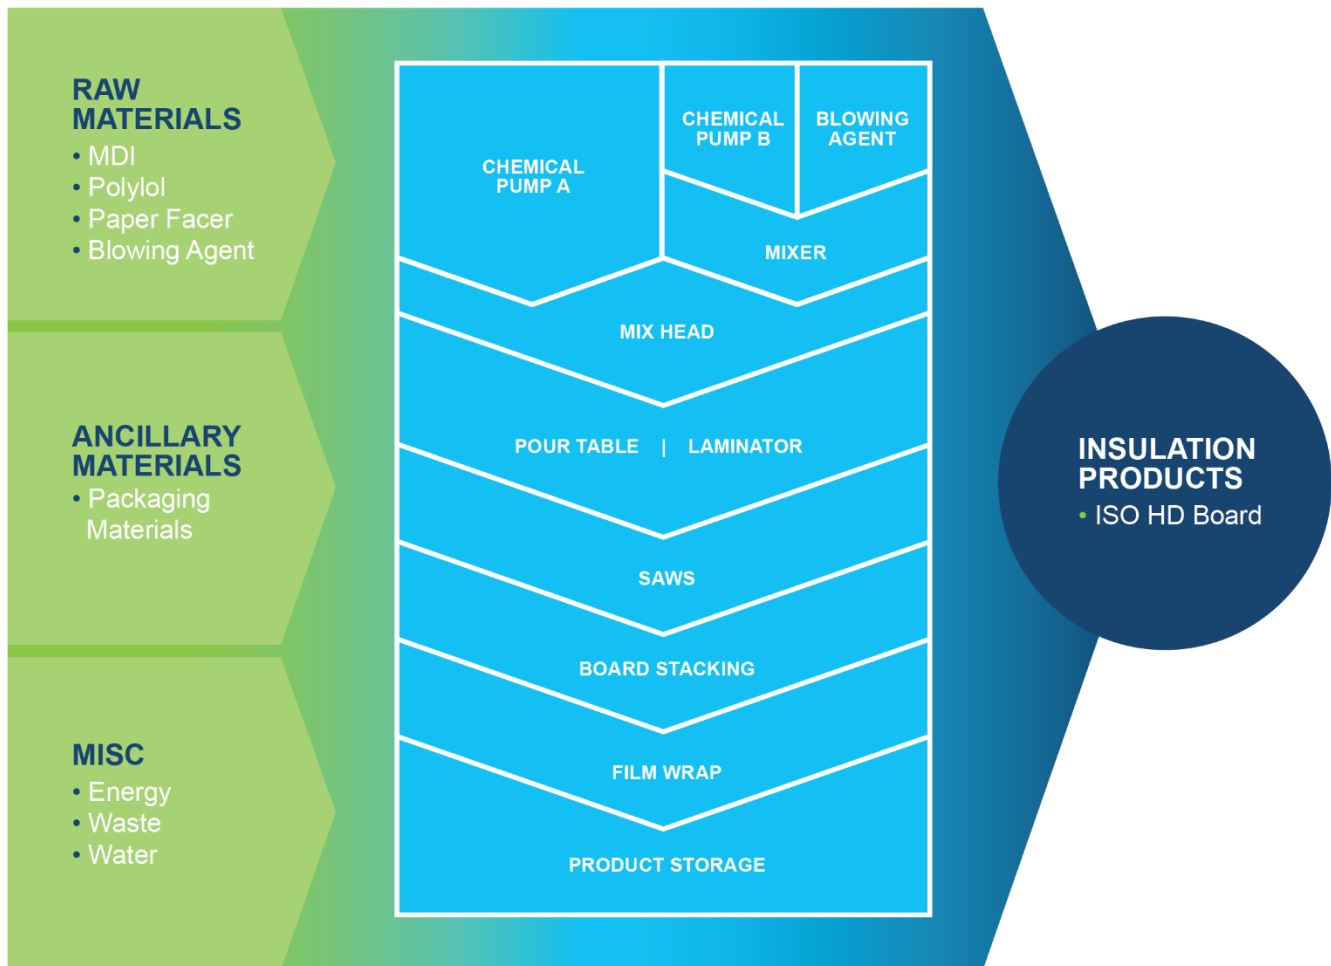 RAW
MATERIALS
• MDI
• Polylol
• Paper Facer
• Blowing Agent
ANCILLARY
MATERIALS
• Packaging
Materials
MISC
• Energy
• Waste
• Water
CHEMICAL
PUMP A
CHEMICAL
PUMP B
BLOWING
AGENT
MIXER
MIX HEAD
POUR TABLE | LAMINATOR
SAWS
BOARD STACKING
FILM WRAP
PRODUCT STORAGE
INSULATION
PRODUCTS
• ISO HD Board